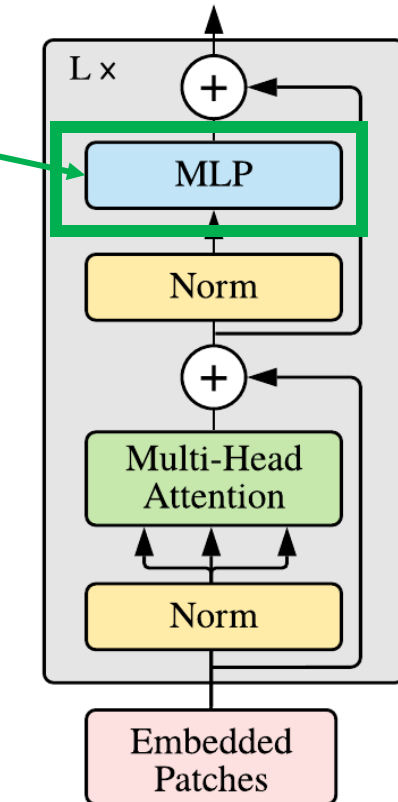 L ×
+
MLP
Norm
+
Multi-Head
Attention
Norm
Embedded
Patches